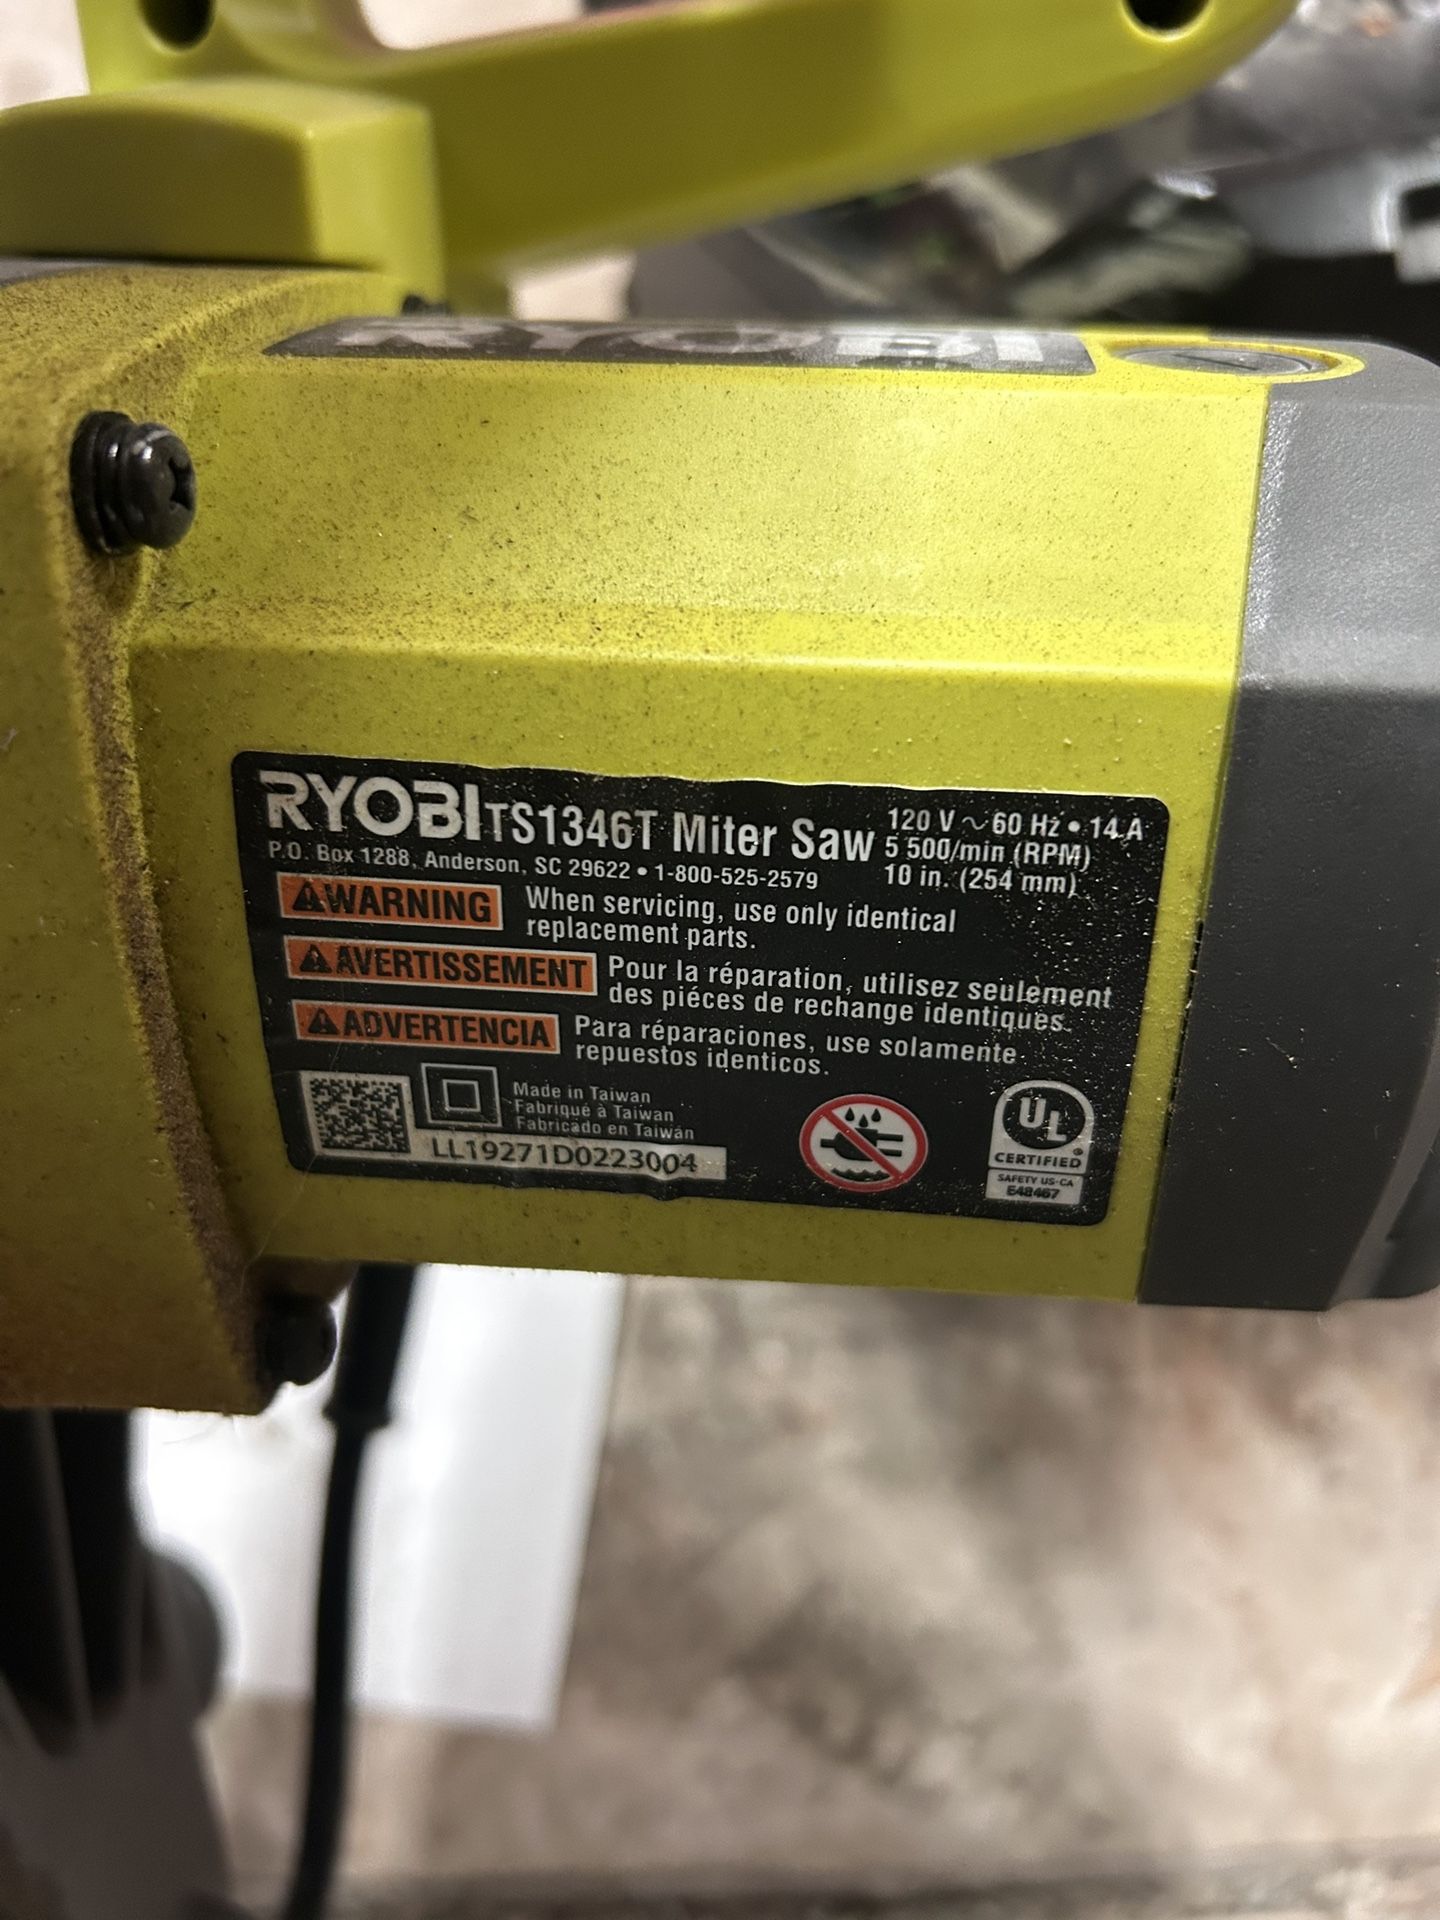 RYOBI
RYOBI TS1346T Miter Saw
120 V ~ 60 Hz • 14 A
5 500/min (RPM)
10 in. (254 mm)
P.O. Box 1288, Anderson, SC 29622 • 1-800-525-2579
WARNING When servicing, use only identical
replacement parts.
AVERTISSEMENT Pour la réparation, utilisez seulement
des piéces de rechange identiques.
ADVERTENCIA Para réparaciones, use solamente
repuestos identicos.
Made in Taiwan
Fabriqué à Taiwan
Fabricado en Taiwán
LL19271D0223004
UL
CERTIFIED
SAFETY US-CA
E48467